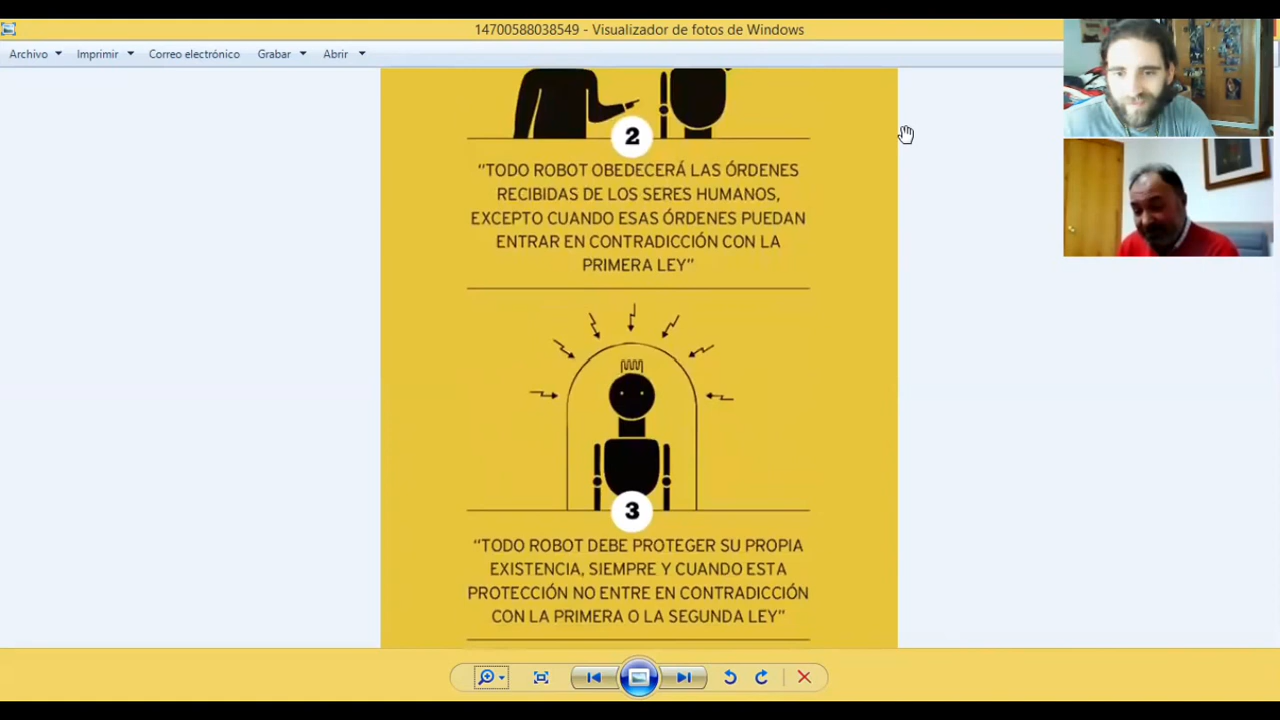 14700588038549 - Visualizador de fotos de Windows
Archivo Imprimir Correo electrónico Grabar Abrir
2
"TODO ROBOT OBEDECERÁ LAS ÓRDENES
RECIBIDAS DE LOS SERES HUMANOS,
EXCEPTO CUANDO ESAS ÓRDENES PUEDAN
ENTRAR EN CONTRADICCIÓN CON LA
PRIMERA LEY"
3
"TODO ROBOT DEBE PROTEGER SU PROPIA
EXISTENCIA, SIEMPRE Y CUANDO ESTA
PROTECCIÓN NO ENTRE EN CONTRADICCIÓN
CON LA PRIMERA O LA SEGUNDA LEY"